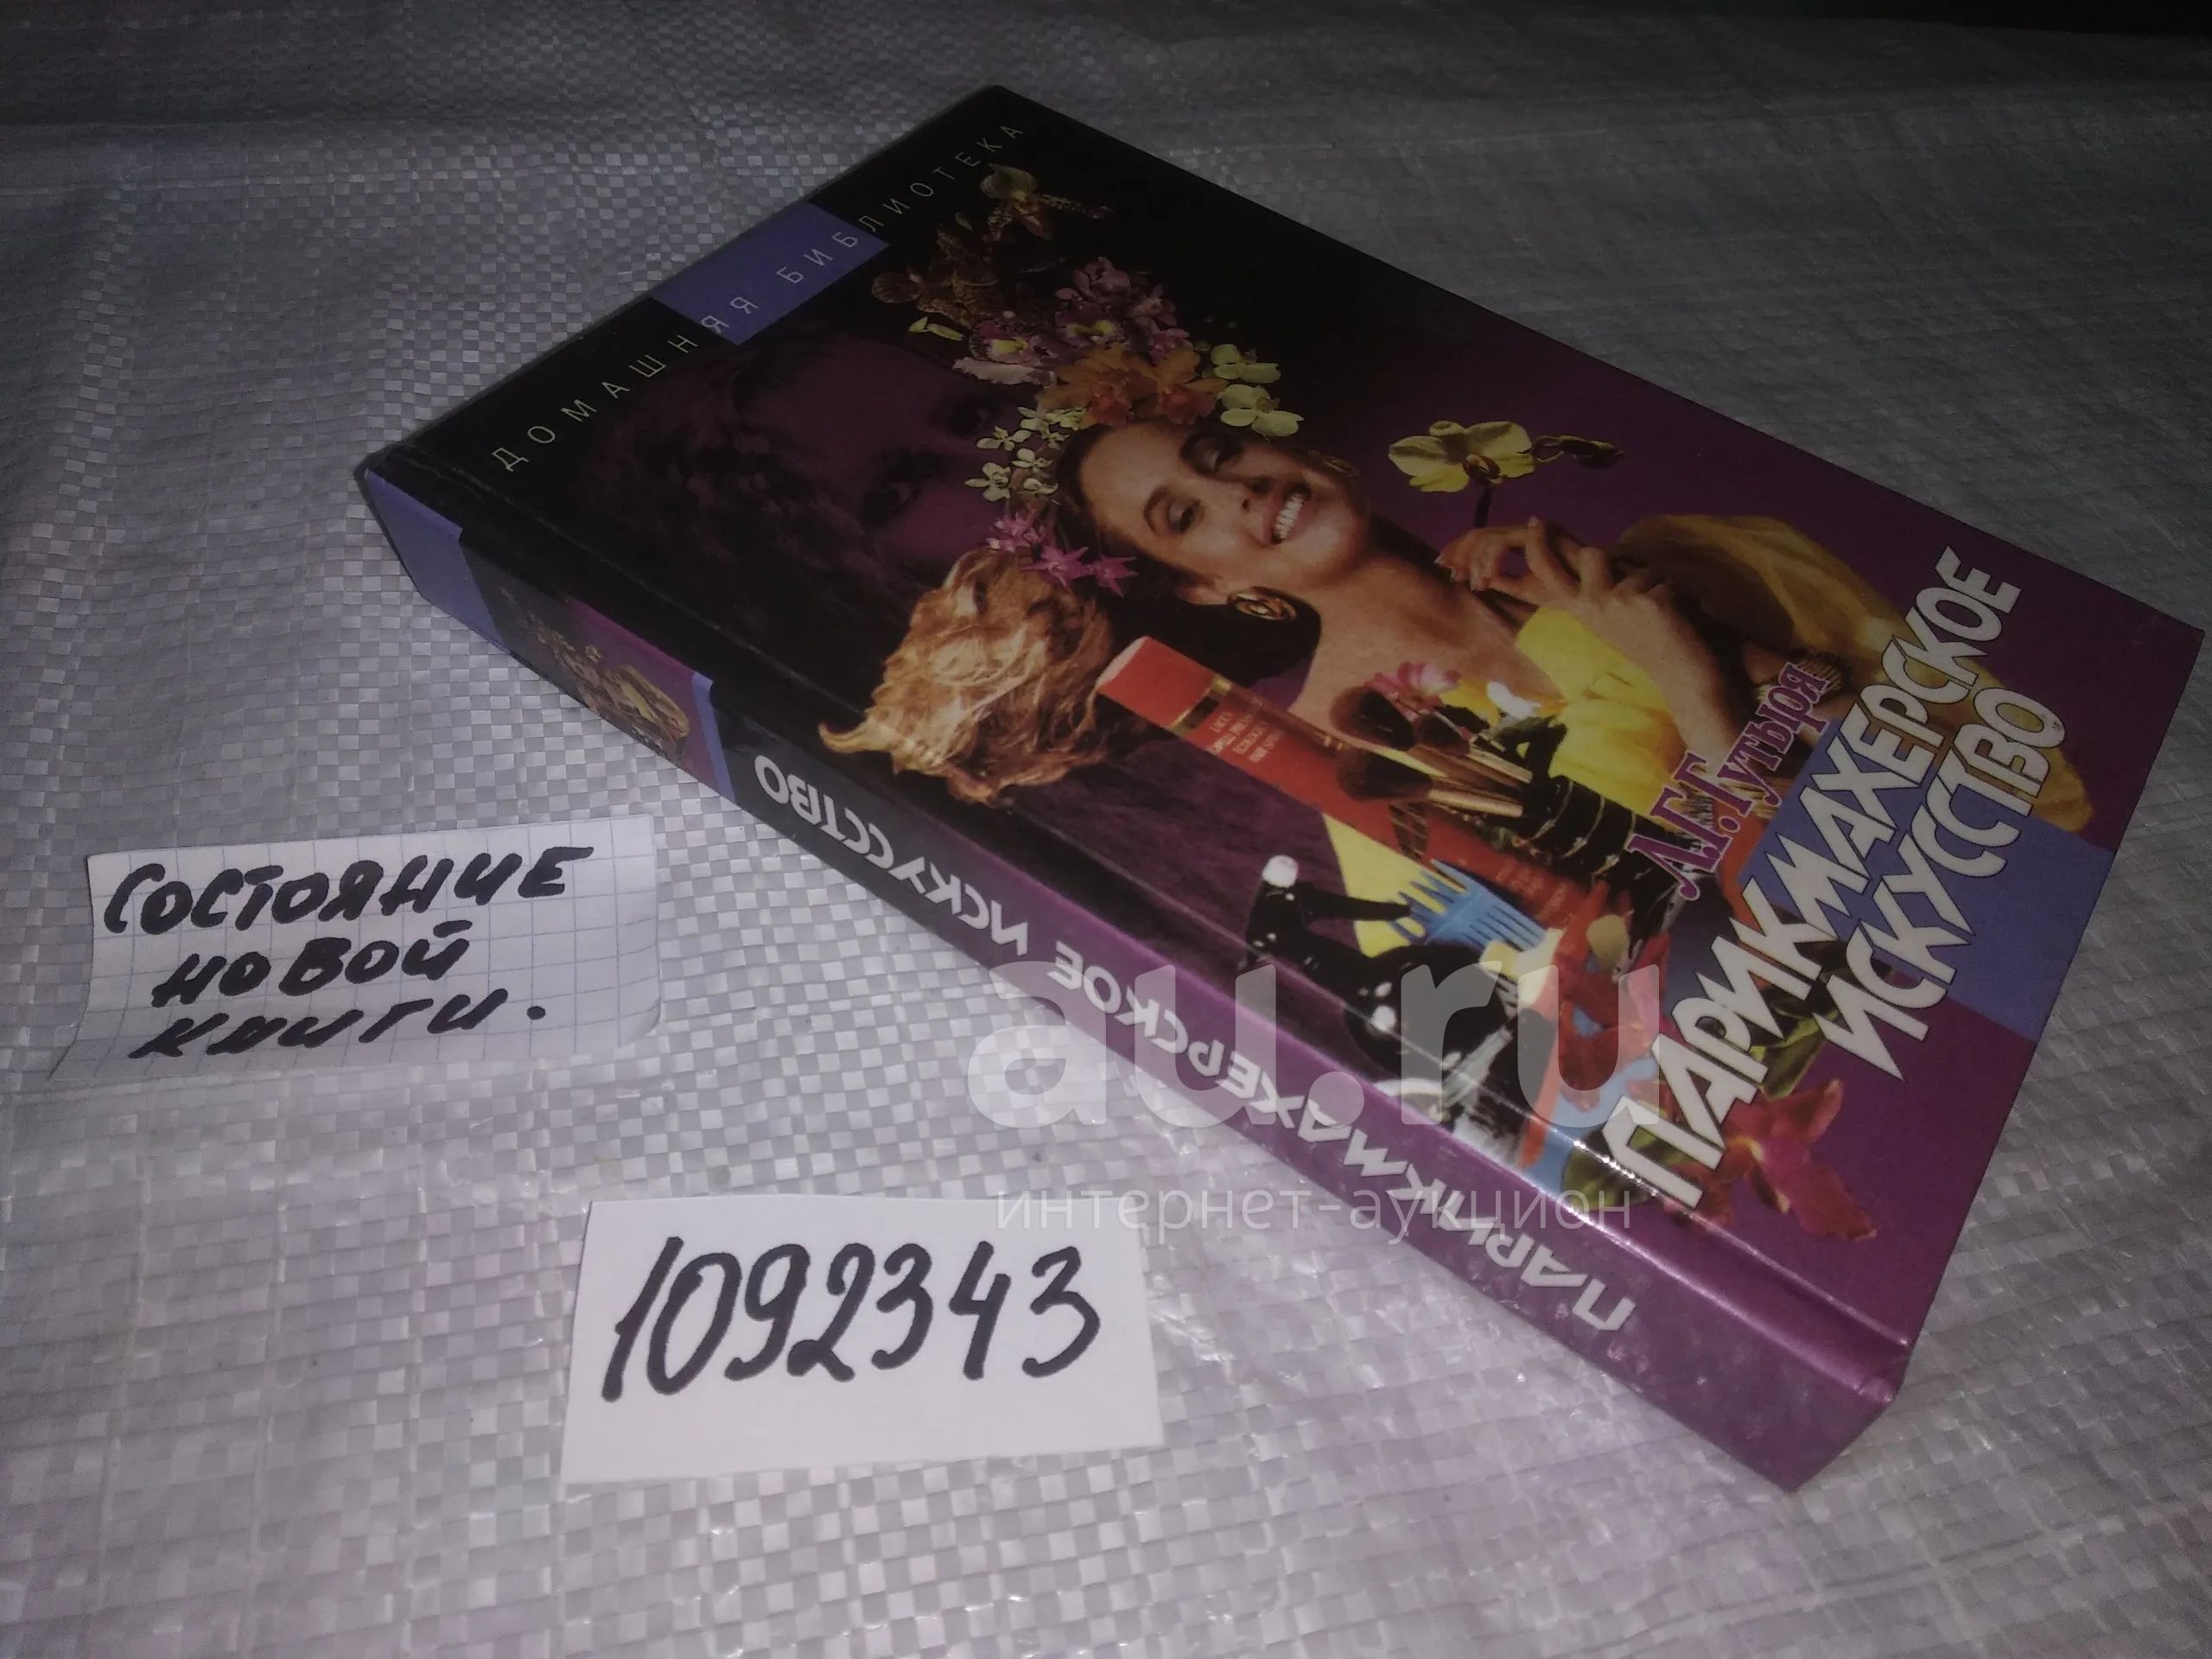 ДОМАШНЯЯ БИБЛИОТЕКА
Л.Г. Гутыря
ПАРИКМАХЕРСКОЕ
ИСКУССТВО
ПАРИКМАХЕРСКОЕ ИСКУССТВО
СОСТОЯНИЕ
НОВОЙ
КНИГИ.
1092343
au.ru
интернет-аукцион